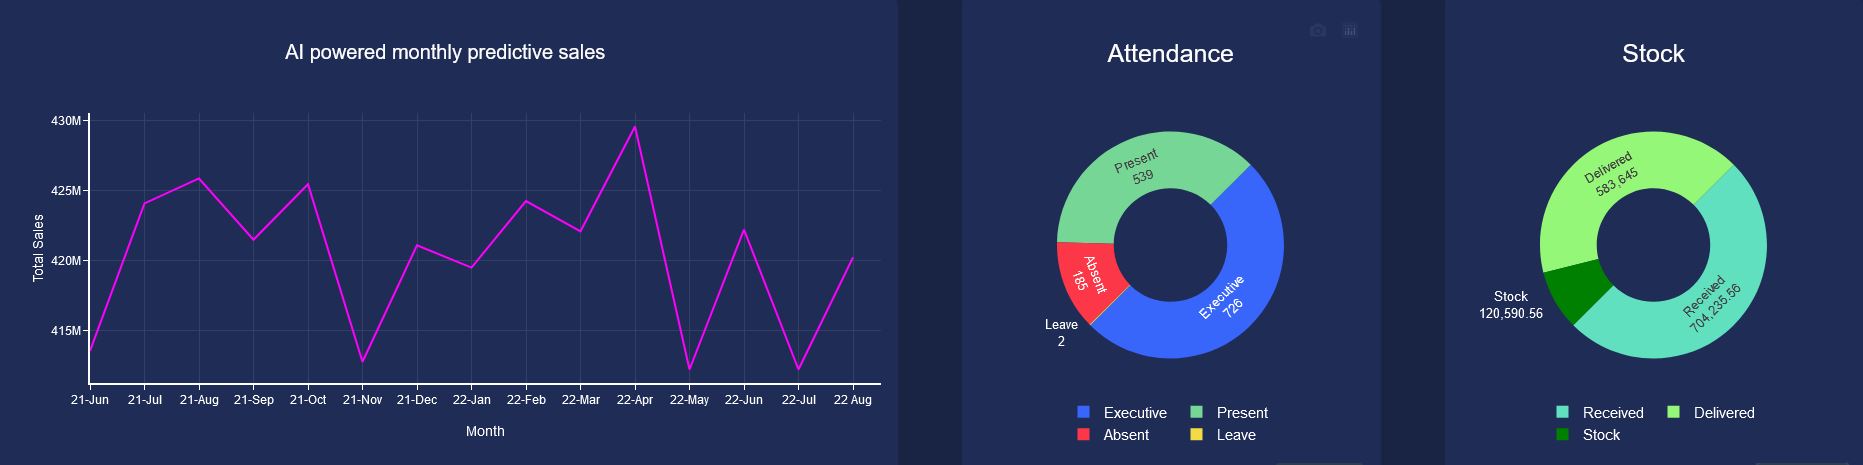 AI powered monthly predictive sales
430M
425M
420M
415M
Total Sales
21-Jun 21-Jul 21-Aug 21-Sep 21-Oct 21-Nov 21-Dec 22-Jan 22-Feb 22-Mar 22-Apr 22-May 22-Jun 22-Jul 22 Aug
Month
Attendance
Present
539
Absent
185
Executive
726
Leave
2
Executive Present
Absent Leave
Stock
Delivered
583,645
Received
704,235.56
Stock
120,590.56
Received Delivered
Stock